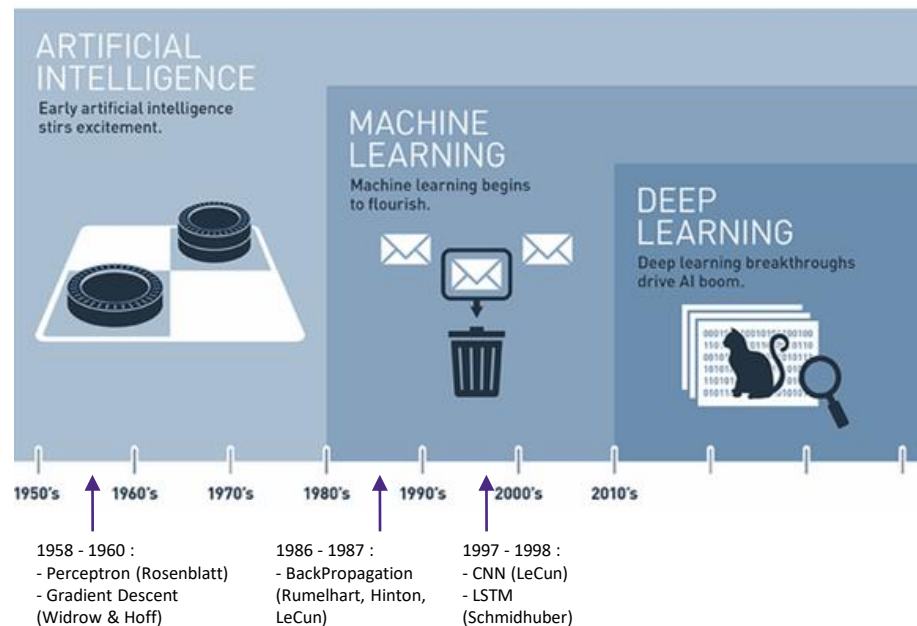 ARTIFICIAL
INTELLIGENCE
Early artificial intelligence
stirs excitement.
MACHINE
LEARNING
Machine learning begins
to flourish.
DEEP
LEARNING
Deep learning breakthroughs
drive AI boom.
1950's 1960's 1970's 1980's 1990's 2000's 2010's
1958 - 1960 :
- Perceptron (Rosenblatt)
- Gradient Descent
(Widrow & Hoff)
1986 - 1987 :
- BackPropagation
(Rumelhart, Hinton,
LeCun)
1997 - 1998 :
- CNN (LeCun)
- LSTM
(Schmidhuber)